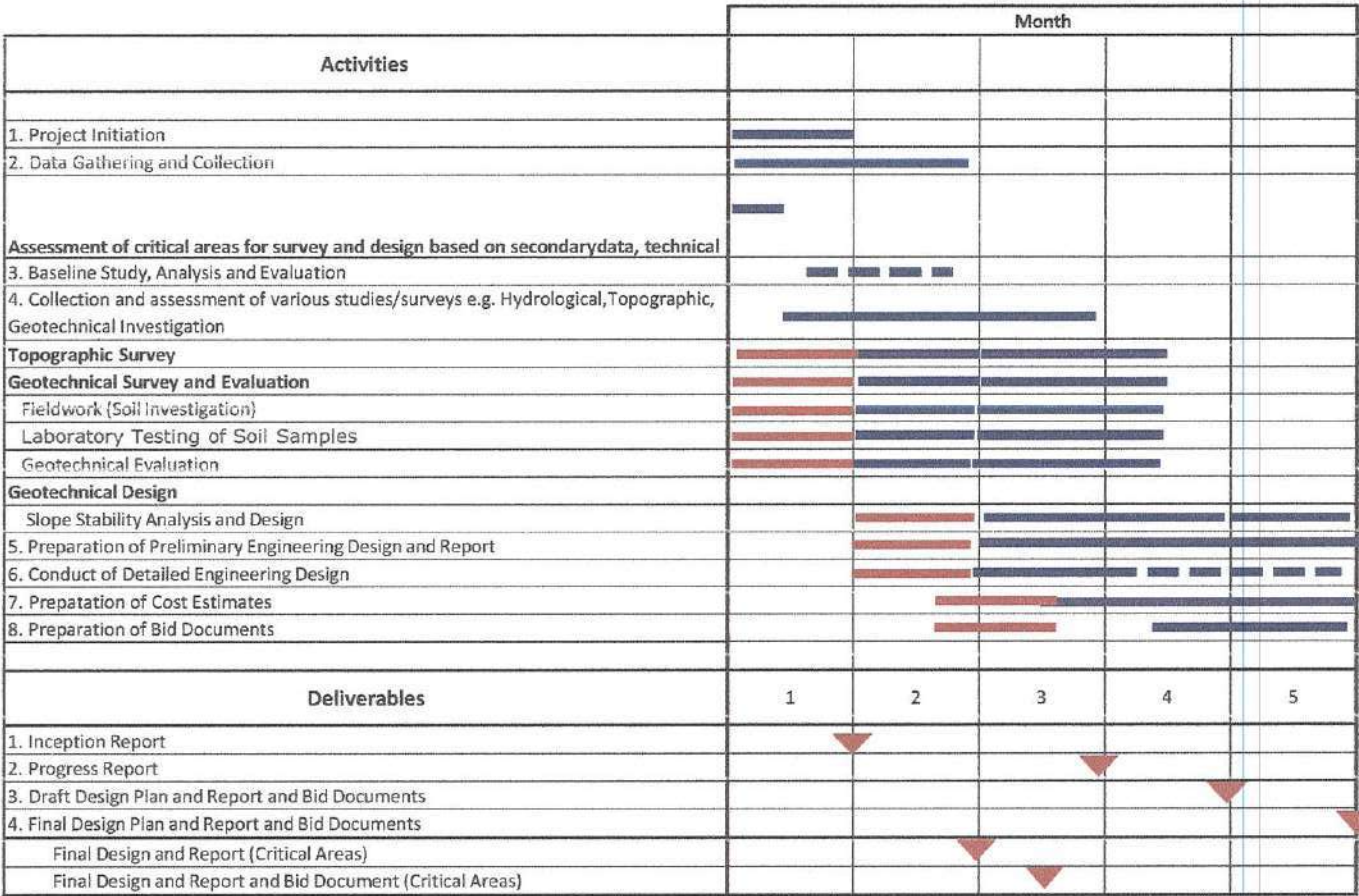 Month
Activities
1. Project Initiation
2. Data Gathering and Collection
Assessment of critical areas for survey and design based on secondarydata, technical
3. Baseline Study, Analysis and Evaluation
4. Collection and assessment of various studies/surveys e.g. Hydrological,Topographic,
Geotechnical Investigation
Topographic Survey
Geotechnical Survey and Evaluation
Fieldwork (Soil Investigation)
Laboratory Testing of Soil Samples
Geotechnical Evaluation
Geotechnical Design
Slope Stability Analysis and Design
5. Preparation of Preliminary Engineering Design and Report
6. Conduct of Detailed Engineering Design
7. Prepatation of Cost Estimates
8. Preparation of Bid Documents
Deliverables 1 2 3 4 5
1. Inception Report
2. Progress Report
3. Draft Design Plan and Report and Bid Documents
4. Final Design Plan and Report and Bid Documents
Final Design and Report (Critical Areas)
Final Design and Report and Bid Document (Critical Areas)